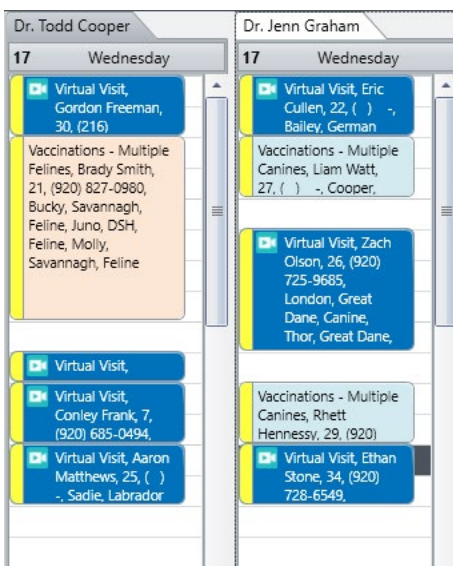 Dr. Todd Cooper
17 Wednesday
Virtual Visit,
Gordon Freeman,
30, (216)
Vaccinations - Multiple
Felines, Brady Smith,
21, (920) 827-0980,
Bucky, Savannagh,
Feline, Juno, DSH,
Feline, Molly,
Savannagh, Feline
Virtual Visit,
Virtual Visit,
Conley Frank, 7,
(920) 685-0494,
Virtual Visit, Aaron
Matthews, 25, ( )
-, Sadie, Labrador
Dr. Jenn Graham
17 Wednesday
Virtual Visit, Eric
Cullen, 22, ( ) -,
Bailey, German
Vaccinations - Multiple
Canines, Liam Watt,
27, ( ) -, Cooper,
Virtual Visit, Zach
Olson, 26, (920)
725-9685,
London, Great
Dane, Canine,
Thor, Great Dane,
Vaccinations - Multiple
Canines, Rhett
Hennessy, 29, (920)
Virtual Visit, Ethan
Stone, 34, (920)
728-6549,